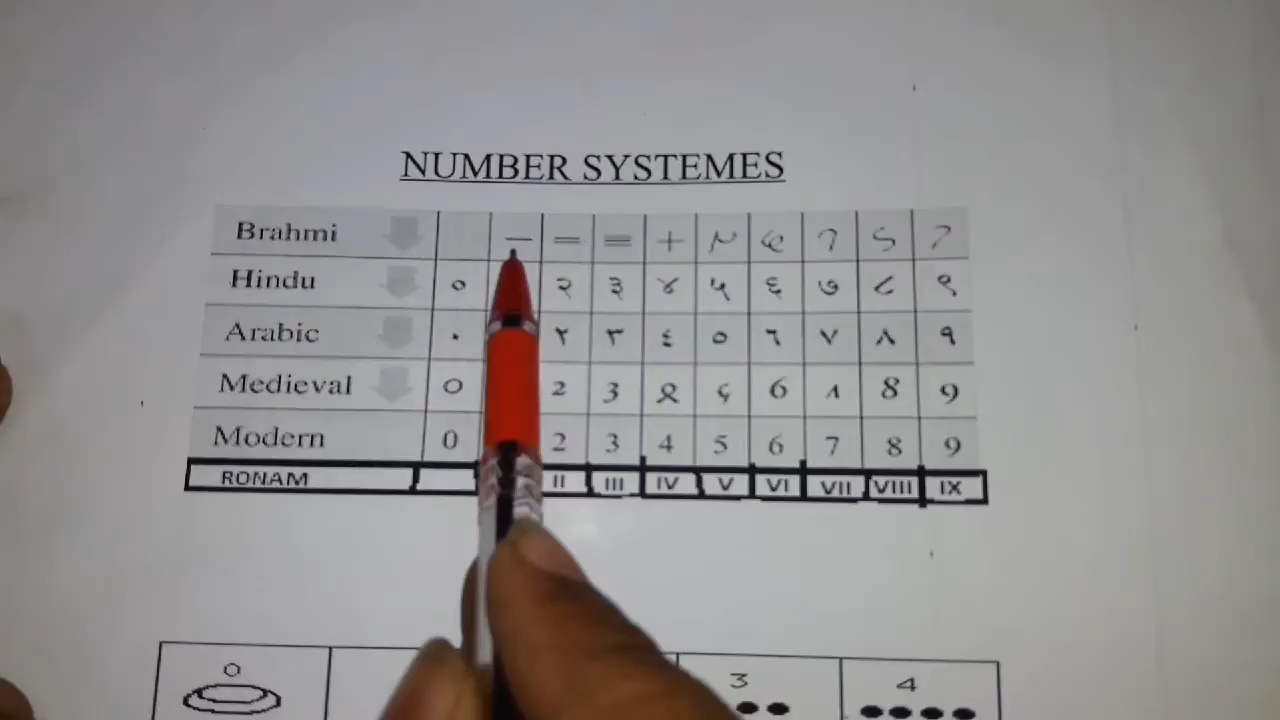 NUMBER SYSTEMES
Brahmi − = ≡ +
Hindu ० २ ३ ४ ५ ६ ७ ८ ९
Arabic ٠ ٢ ٣ ٤ ٥ ٦ ٧ ٨ ٩
Medieval 0 2 3 6 8 9
Modern 0 2 3 4 5 6 7 8 9
RONAM II III IV V VI VII VIII IX
0 3 4